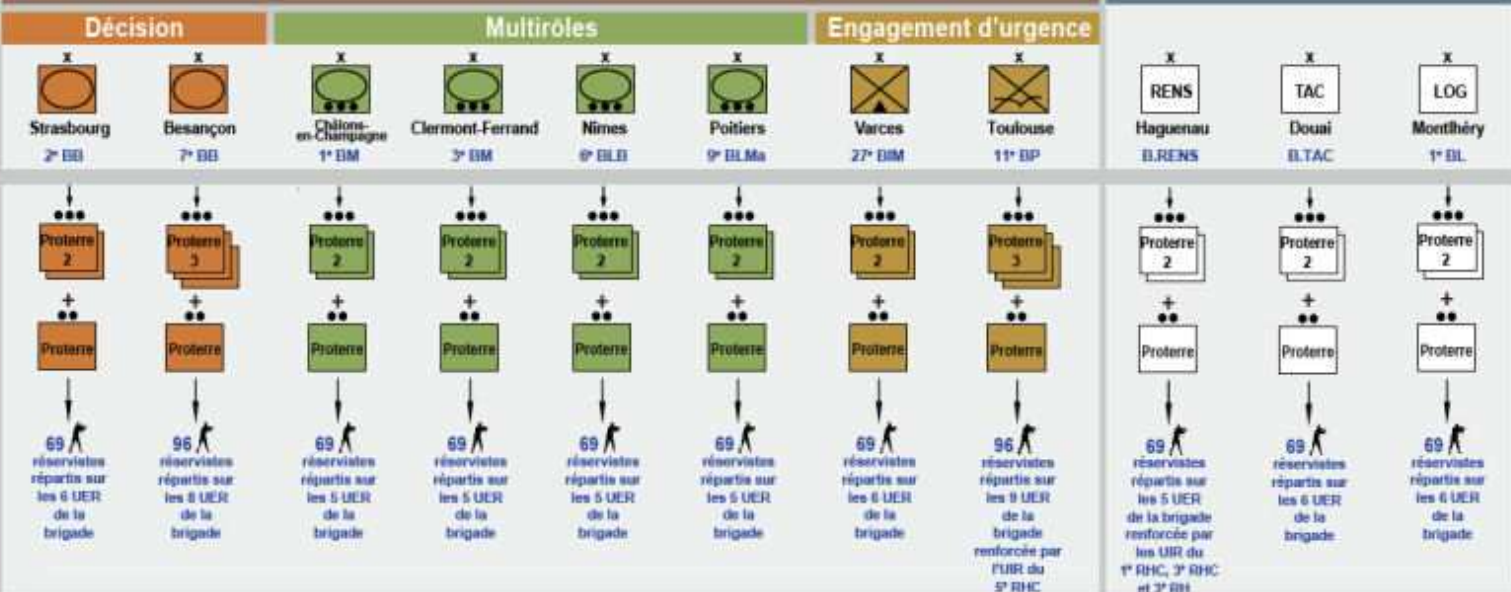 Décision
Multirôles
Engagement d'urgence
x
x
x
x
x
x
x
x
x
x
x
RENS
TAC
LOG
Strasbourg
Besançon
Châlons-
en-Champagne
Clermont-Ferrand
Nîmes
Poitiers
Varces
Toulouse
Haguenau
Douai
Montlhéry
2e BB
7e BB
1e BM
3e BM
6e BLB
9e BLMa
27e BIM
11e BP
B.RENS
B.TAC
1e BL
Proterre
2
Proterre
3
Proterre
2
Proterre
2
Proterre
2
Proterre
2
Proterre
2
Proterre
3
Proterre
2
Proterre
2
Proterre
2
+
+
+
+
+
+
+
+
+
+
+
Proterre
Proterre
Proterre
Proterre
Proterre
Proterre
Proterre
Proterre
Proterre
Proterre
Proterre
69
réservistes
répartis sur
les 6 UER
de la
brigade
96
réservistes
répartis sur
les 8 UER
de la
brigade
69
réservistes
répartis sur
les 5 UER
de la
brigade
69
réservistes
répartis sur
les 5 UER
de la
brigade
69
réservistes
répartis sur
les 5 UER
de la
brigade
69
réservistes
répartis sur
les 5 UER
de la
brigade
69
réservistes
répartis sur
les 6 UER
de la
brigade
96
réservistes
répartis sur
les 9 UER
de la
brigade
renforcée par
l'UIR du
5e RHC
69
réservistes
répartis sur
les 5 UER
de la brigade
renforcée par
les UIR du
1e RHC, 3e RHC
et 3e RH
69
réservistes
répartis sur
les 6 UER
de la
brigade
69
réservistes
répartis sur
les 6 UER
de la
brigade